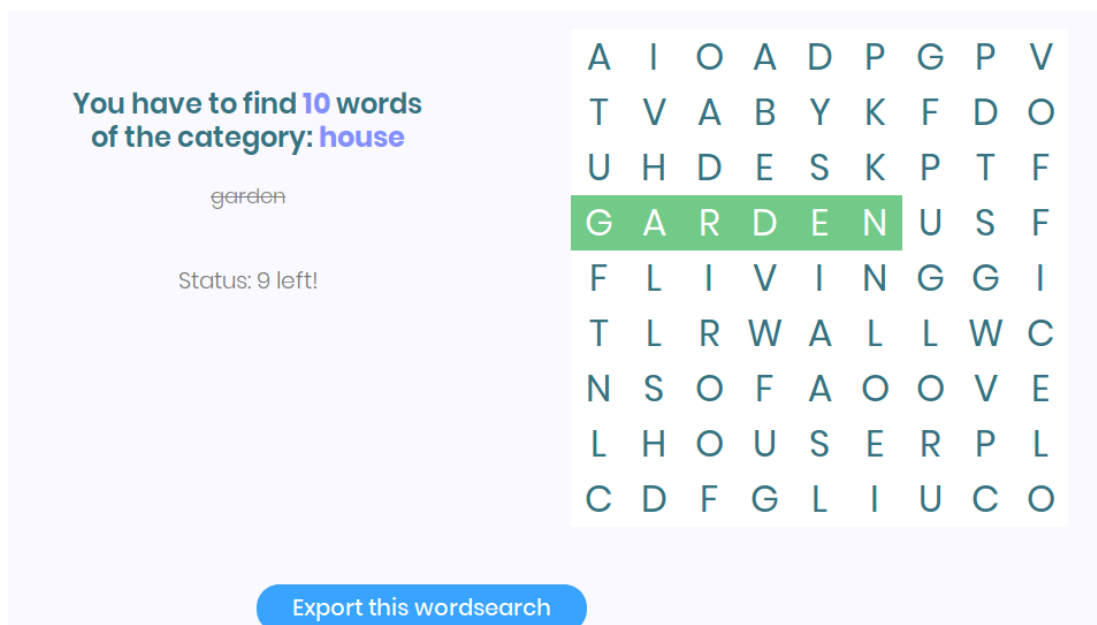 You have to find 10 words
of the category: house
garden
Status: 9 left!
A I O A D P G P V
T V A B Y K F D O
U H D E S K P T F
G A R D E N U S F
F L I V I N G G I
T L R W A L L W C
N S O F A O O V E
L H O U S E R P L
C D F G L I U C O
Export this wordsearch